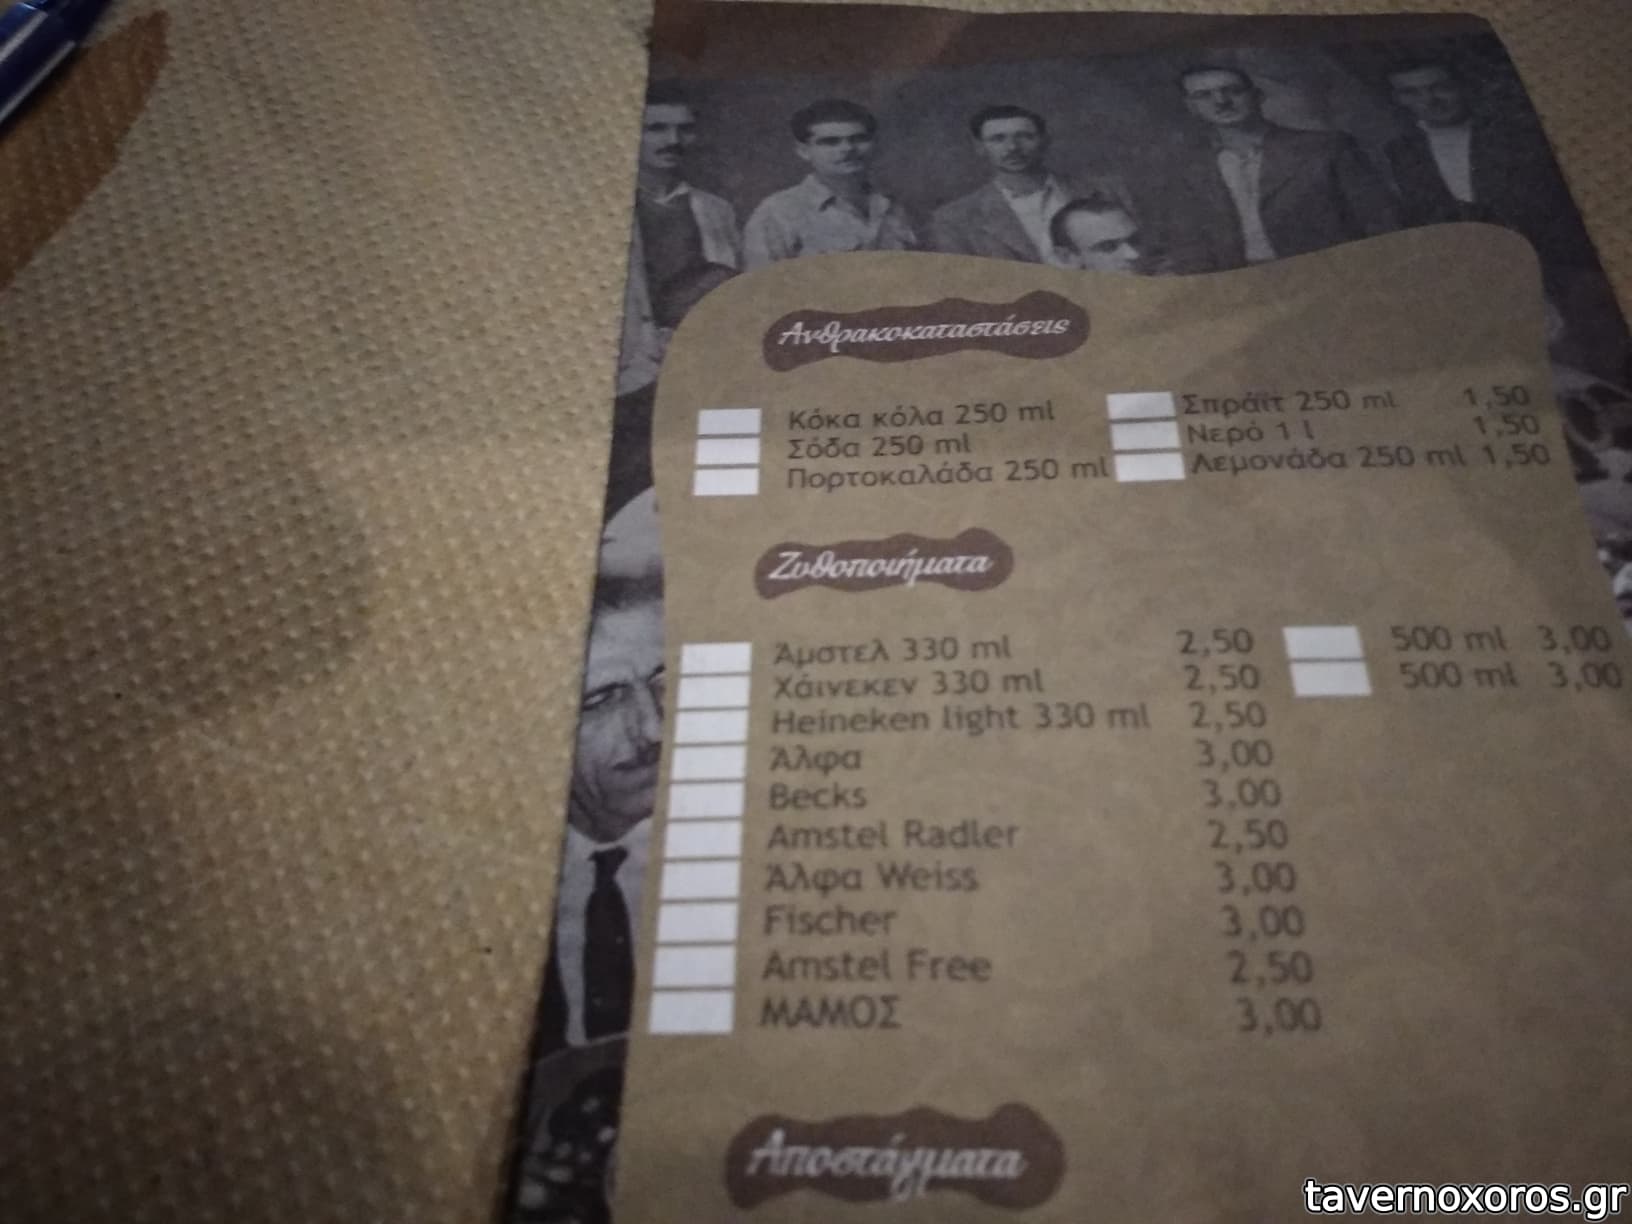 Ανθρακοκαταστάσεις
Κόκα κόλα 250 ml Σπράϊτ 250 ml 1,50
Σόδα 250 ml Νερό 1 l 1,50
Πορτοκαλάδα 250 ml Λεμονάδα 250 ml 1,50
Ζυθοποιήματα
Άμστελ 330 ml 2,50 500 ml 3,00
Χάινεκεν 330 ml 2,50 500 ml 3,00
Heineken light 330 ml 2,50
Άλφα 3,00
Becks 3,00
Amstel Radler 2,50
Άλφα Weiss 3,00
Fischer 3,00
Amstel Free 2,50
ΜΑΜΟΣ 3,00
Αποστάγματα
tavernoxoros.gr